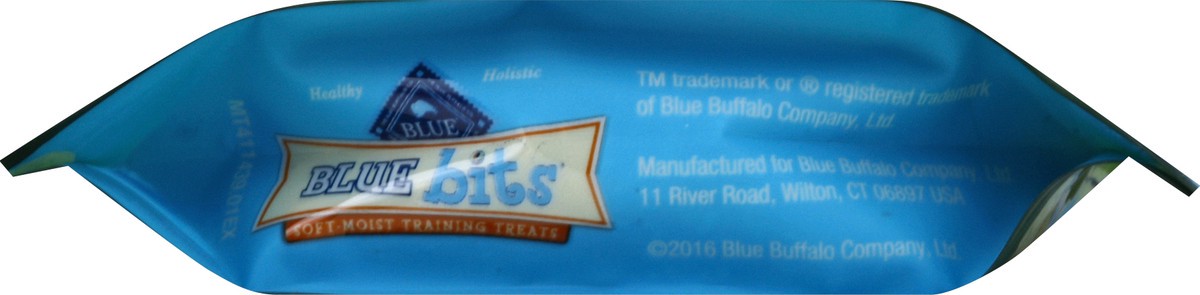 Healthy
Holistic
BLUE
BLUE bits
SOFT-MOIST TRAINING TREATS
TM trademark or ® registered trademark
of Blue Buffalo Company, Ltd.
Manufactured for Blue Buffalo Company, Ltd.
11 River Road, Wilton, CT 06897 USA
©2016 Blue Buffalo Company, Ltd.